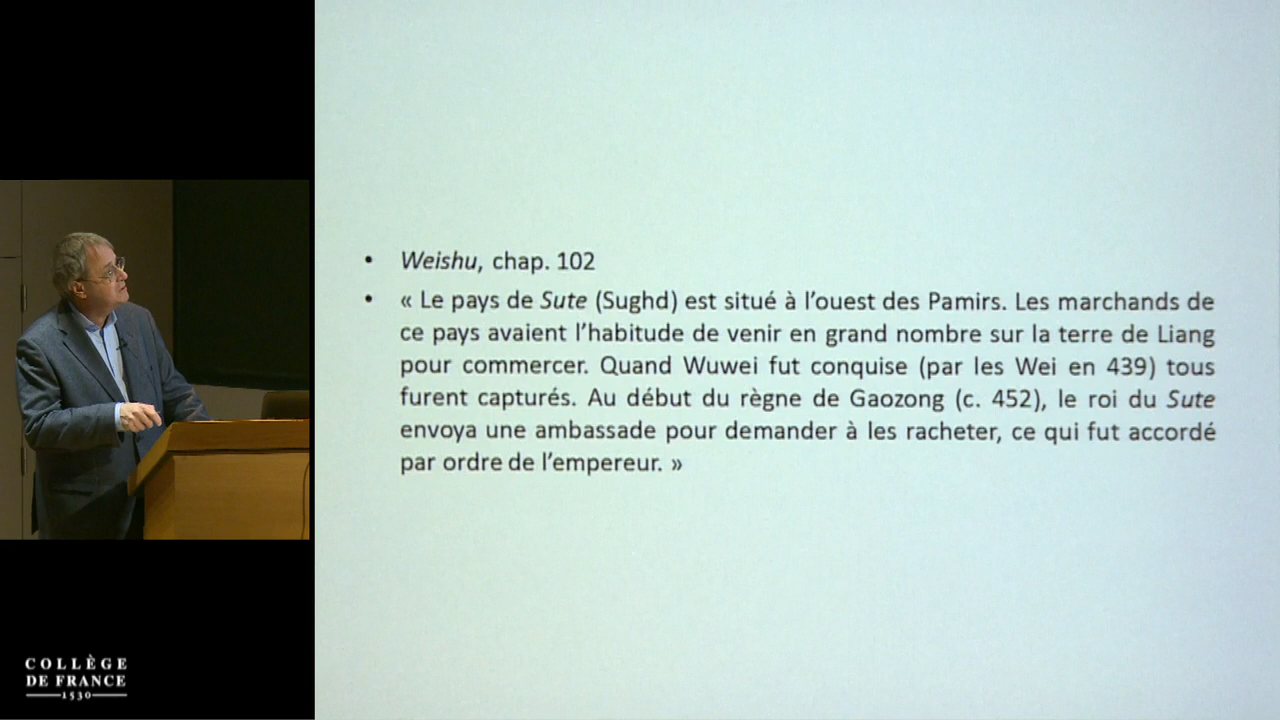 • Weishu, chap. 102
• « Le pays de Sute (Sughd) est situé à l'ouest des Pamirs. Les marchands de
ce pays avaient l'habitude de venir en grand nombre sur la terre de Liang
pour commercer. Quand Wuwei fut conquise (par les Wei en 439) tous
furent capturés. Au début du règne de Gaozong (c. 452), le roi du Sute
envoya une ambassade pour demander à les racheter, ce qui fut accordé
par ordre de l'empereur. »
COLLÈGE
DE FRANCE
1530